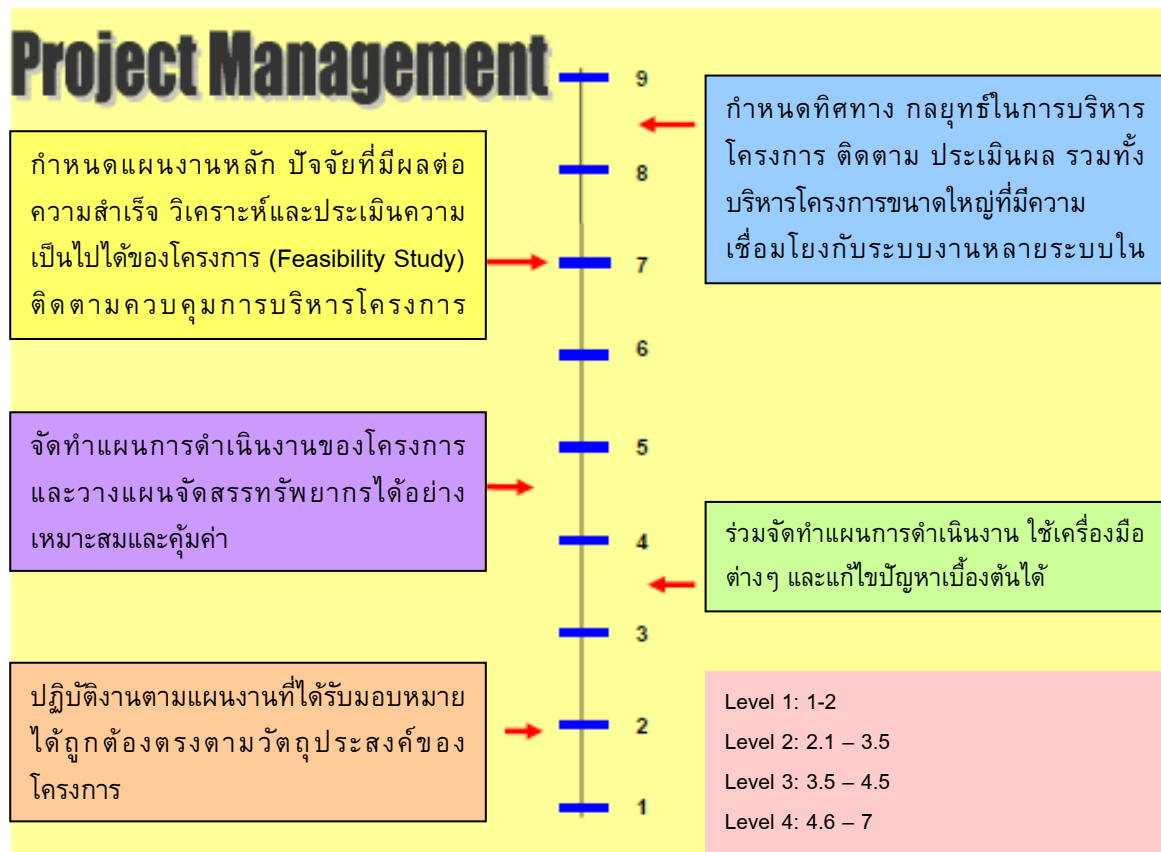 Project Management
กำหนดแผนงานหลัก ปัจจัยที่มีผลต่อ
ความสำเร็จ วิเคราะห์และประเมินความ
เป็นไปได้ของโครงการ (Feasibility Study)
ติดตามควบคุมการบริหารโครงการ
กำหนดทิศทาง กลยุทธ์ในการบริหาร
โครงการ ติดตาม ประเมินผล รวมทั้ง
บริหารโครงการขนาดใหญ่ที่มีความ
เชื่อมโยงกับระบบงานหลายระบบใน
9
8
7
6
5
4
3
2
1
จัดทำแผนการดำเนินงานของโครงการ
และวางแผนจัดสรรทรัพยากรได้อย่าง
เหมาะสมและคุ้มค่า
ร่วมจัดทำแผนการดำเนินงาน ใช้เครื่องมือ
ต่างๆ และแก้ไขปัญหาเบื้องต้นได้
ปฏิบัติงานตามแผนงานที่ได้รับมอบหมาย
ได้ถูกต้องตรงตามวัตถุประสงค์ของ
โครงการ
Level 1: 1-2
Level 2: 2.1 – 3.5
Level 3: 3.5 – 4.5
Level 4: 4.6 – 7